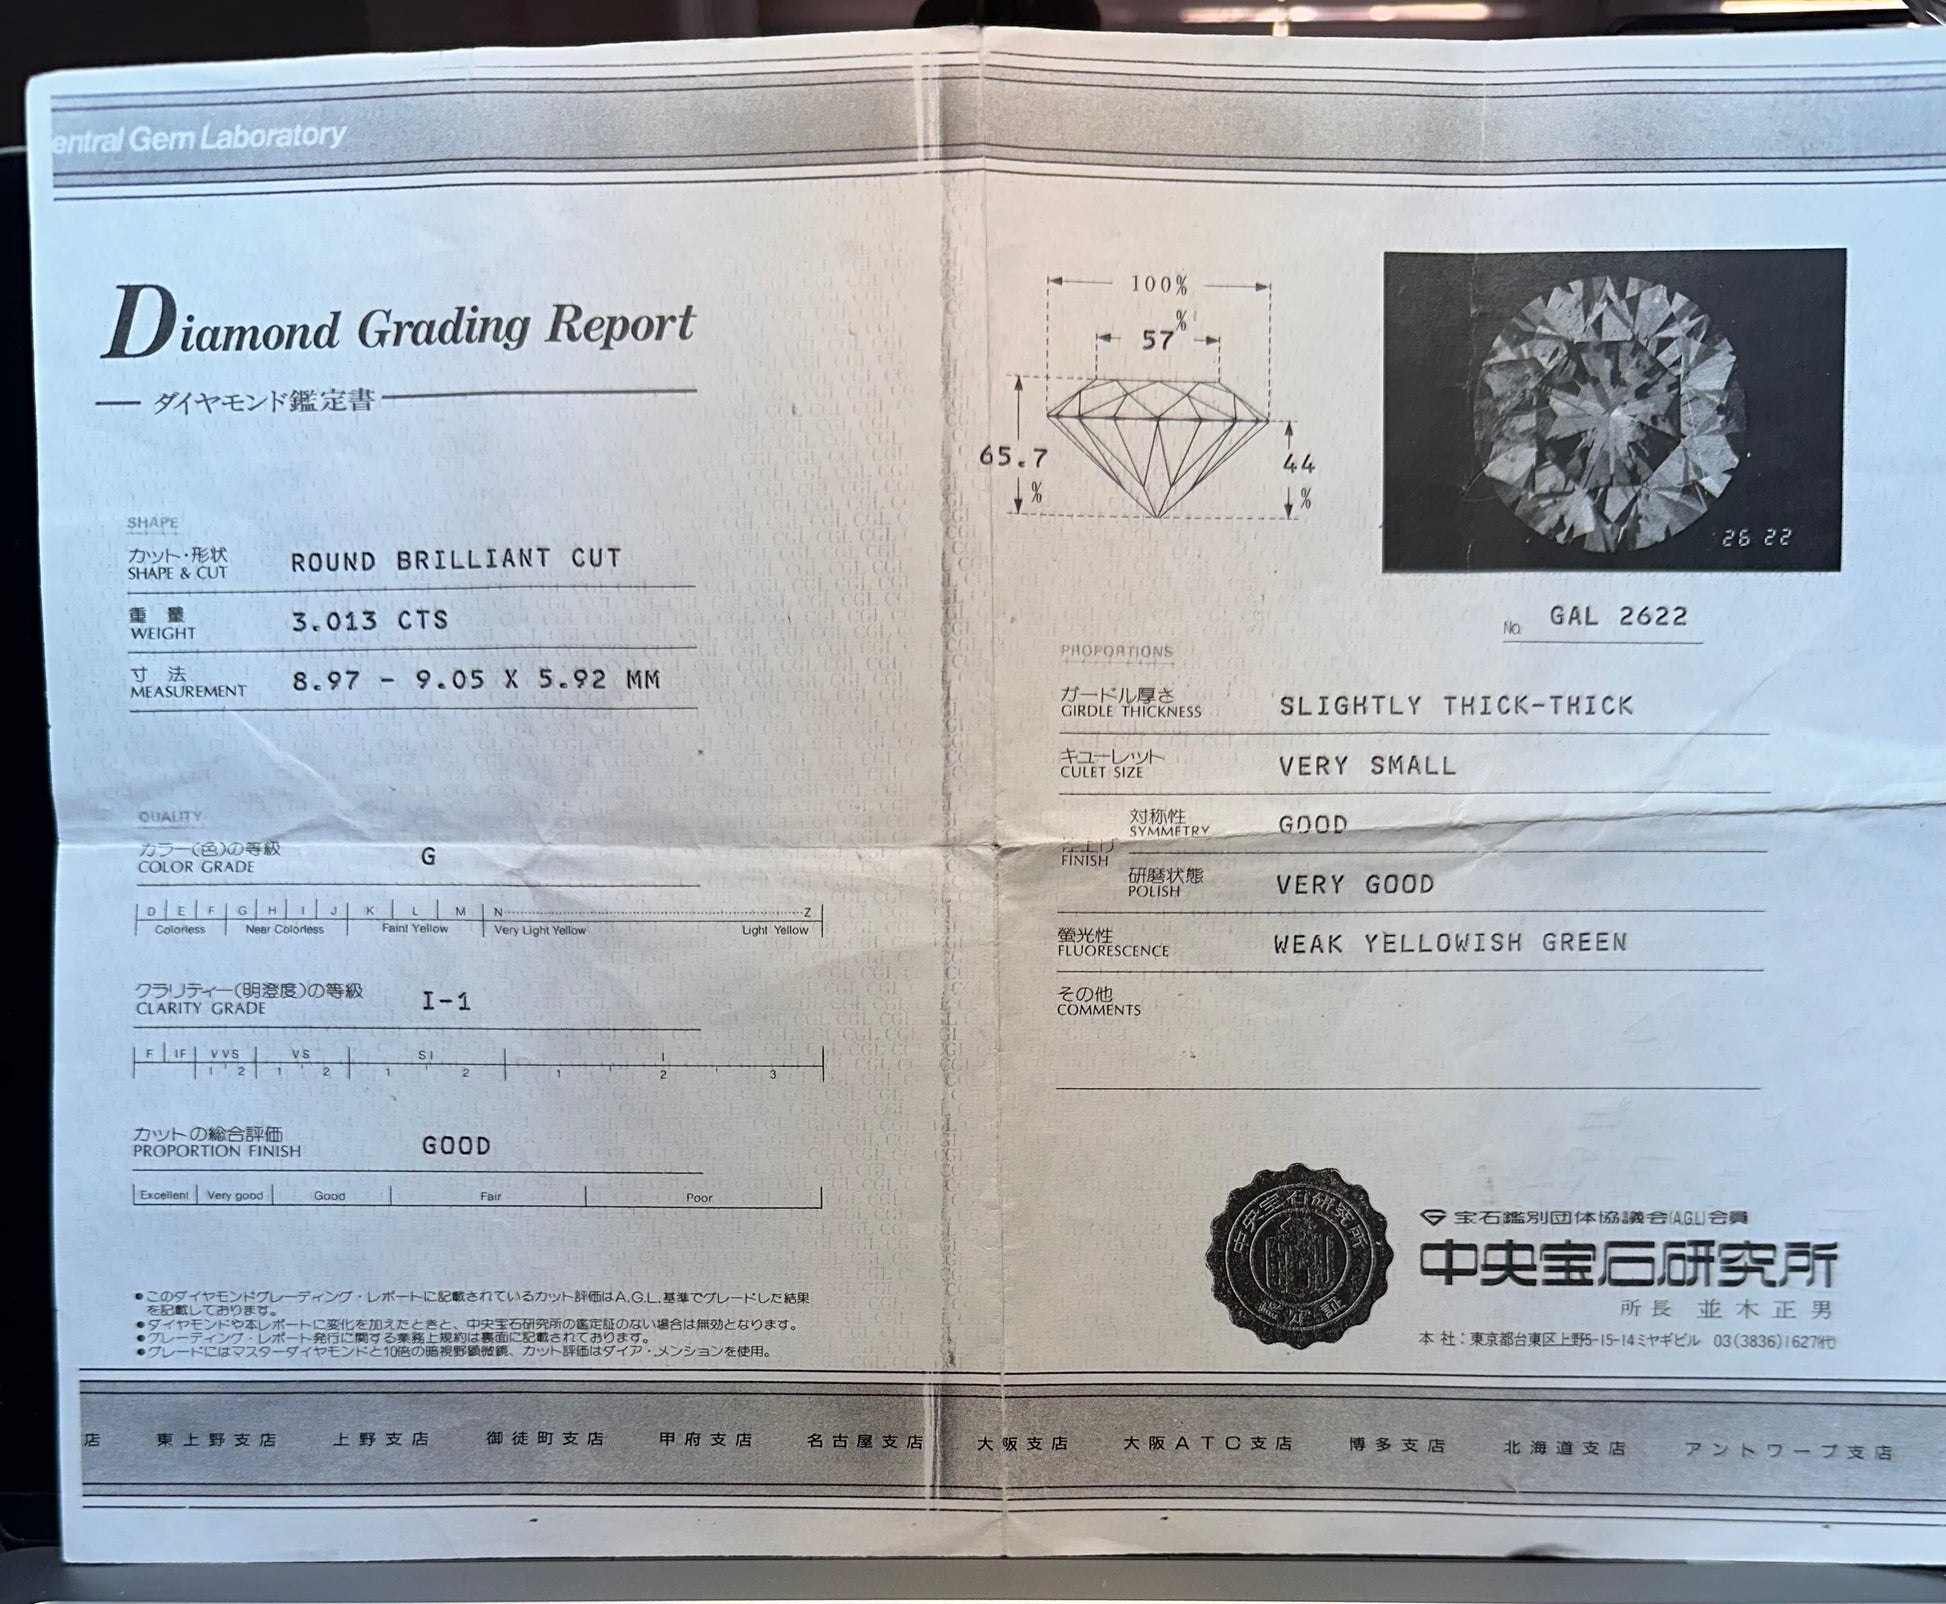 entral Gem Laboratory
Diamond Grading Report
ダイヤモンド鑑定書
SHAPE
カット・形状
SHAPE & CUT
ROUND BRILLIANT CUT
重 量
WEIGHT
3.013 CTS
寸 法
MEASUREMENT
8.97 - 9.05 X 5.92 MM
QUALITY
カラー(色)の等級
COLOR GRADE
G
D E F G H I J K L M N Z
Colorless Near Colorless Faint Yellow Very Light Yellow Light Yellow
クラリティー(明澄度)の等級
CLARITY GRADE
I-1
F IF VVS VS SI I
1 2 1 2 1 2 1 2 3
カットの総合評価
PROPORTION FINISH
GOOD
Excellent Very good Good Fair Poor
●このダイヤモンドグレーディング・レポートに記載されているカット評価はA.G.L.基準でグレードした結果
を記載しております。
●ダイヤモンドや本レポートに変化を加えたときと、中央宝石研究所の鑑定証のない場合は無効となります。
●グレーディング・レポート発行に関する業務上規約は裏面に記載されております。
●グレードにはマスターダイヤモンドと10倍の暗視野顕微鏡、カット評価はダイア・メンションを使用。
100%
57%
65.7
%
44
%
26 22
No. GAL 2622
PROPORTIONS
ガードル厚さ
GIRDLE THICKNESS
SLIGHTLY THICK-THICK
キューレット
CULET SIZE
VERY SMALL
対称性
SYMMETRY
GOOD
仕上げ
FINISH
研磨状態
POLISH
VERY GOOD
螢光性
FLUORESCENCE
WEAK YELLOWISH GREEN
その他
COMMENTS
中央宝石研究所
鑑定証
宝石鑑別団体協議会(A.G.L.)会員
中央宝石研究所
所長 並木正男
本 社：東京都台東区上野5-15-14ミヤギビル 03(3836)1627㈹
店 東上野支店 上野支店 御徒町支店 甲府支店 名古屋支店 大阪支店 大阪ATC支店 博多支店 北海道支店 アントワープ支店